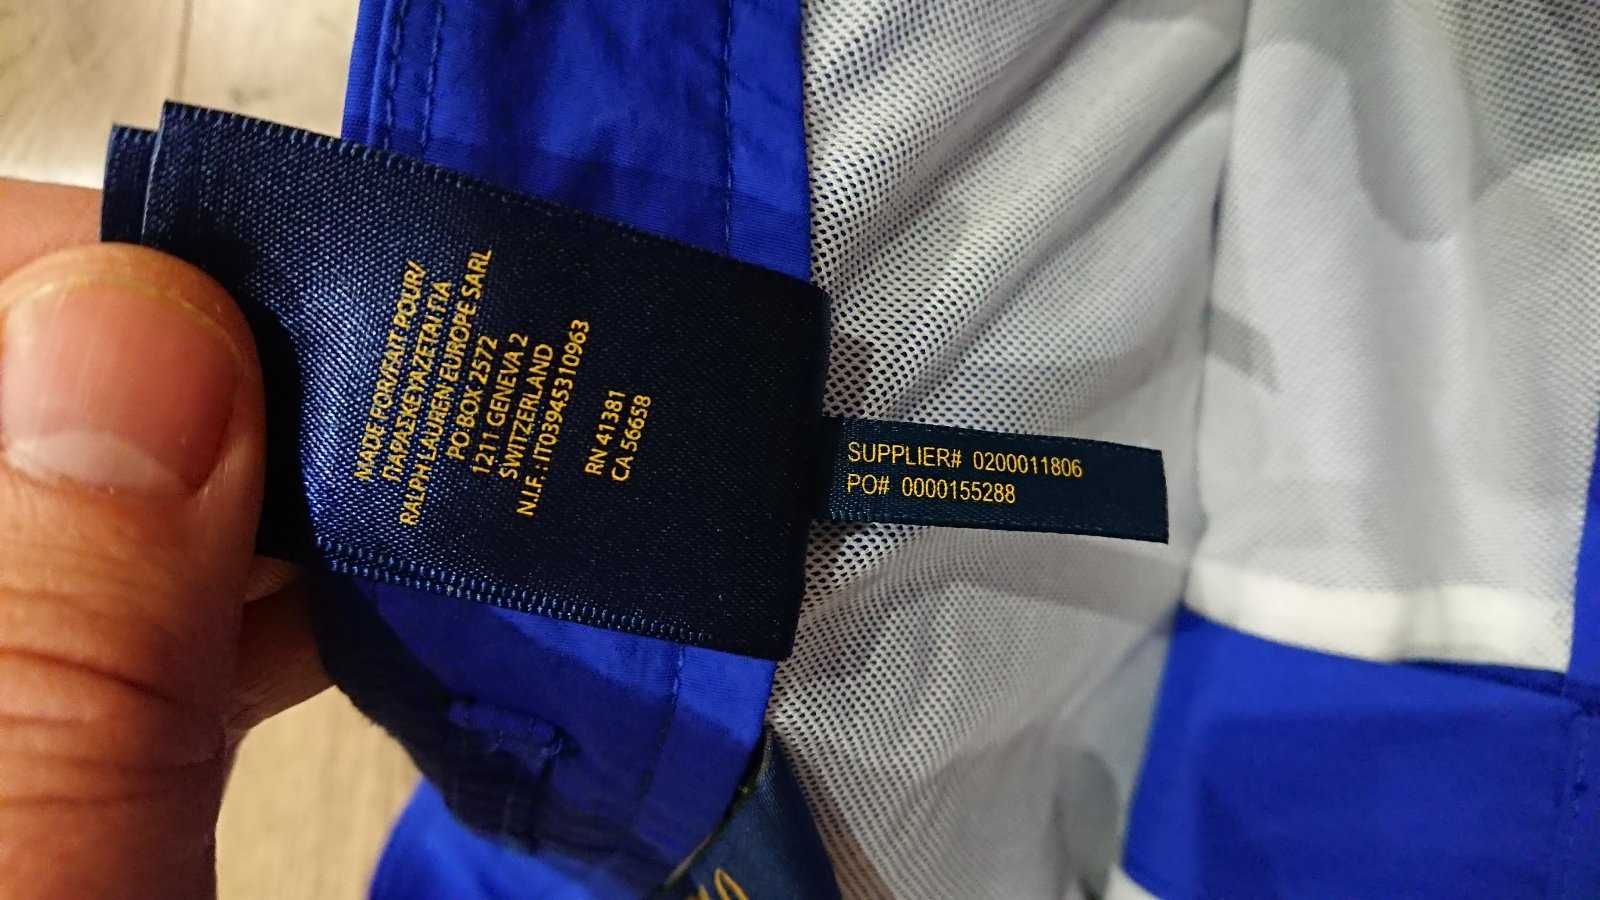 MADE POR/FAIT POUR/
ΠΑΡΑΣΚΕΥΑΖΕΤΑΙ ΓΙΑ
RALPH LAUREN EUROPE SARL
PO BOX 2572
1211 GENEVA 2
SWITZERLAND
N.I.F. : IT03945310963
RN 41381
CA 56658
SUPPLIER# 0200011806
PO# 0000155288